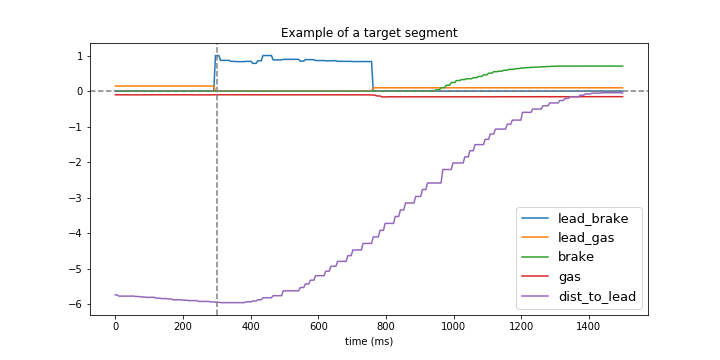 Example of a target segment
1
0
−1
−2
−3
−4
−5
−6
0 200 400 600 800 1000 1200 1400
time (ms)
lead_brake
lead_gas
brake
gas
dist_to_lead